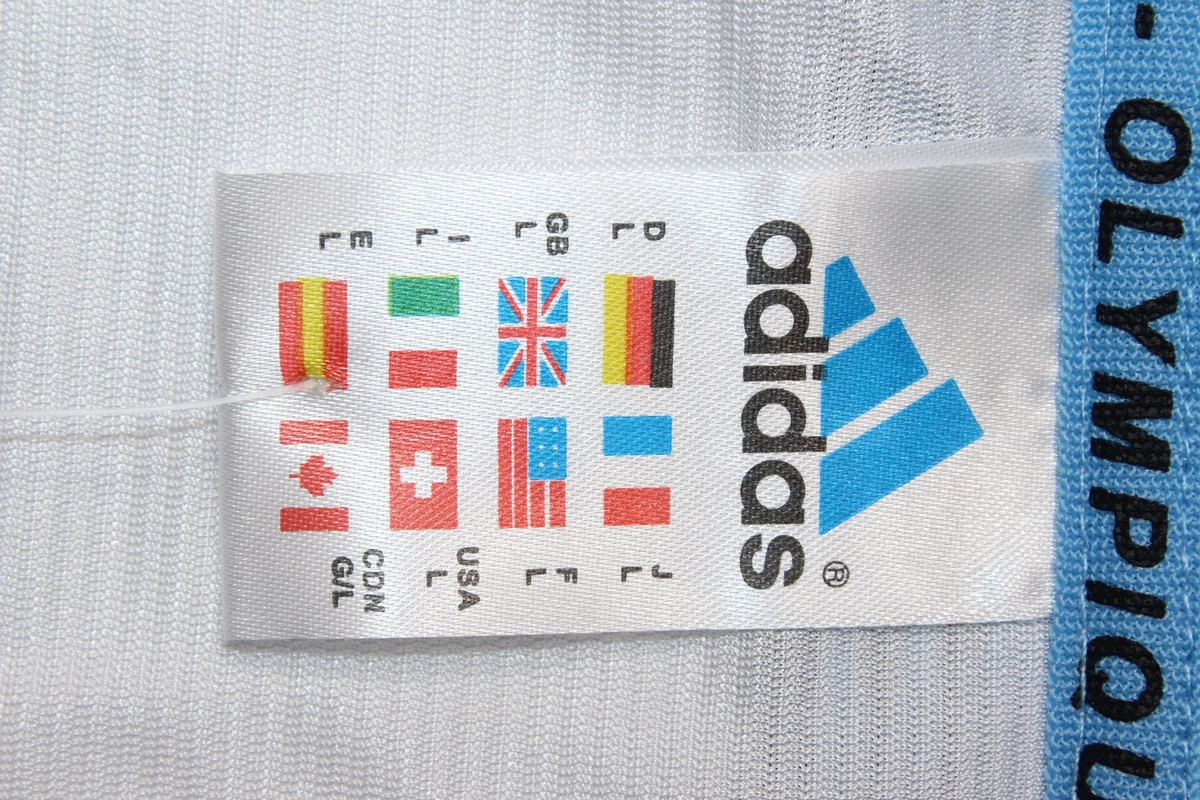 - OLYMPIQU
adidas ®
D J
L L
GB F
L L
I USA
L L
E CDN
L G/L